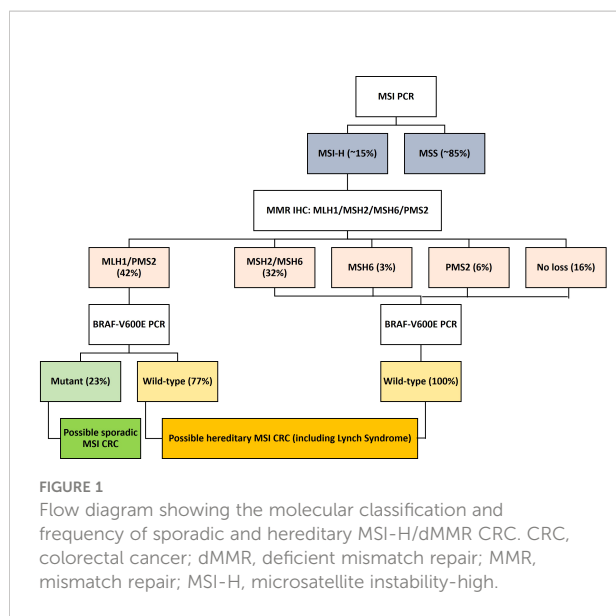 MSI PCR
MSI-H (~15%)
MSS (~85%)
MMR IHC: MLH1/MSH2/MSH6/PMS2
MLH1/PMS2
(42%)
MSH2/MSH6
(32%)
MSH6 (3%)
PMS2 (6%)
No loss (16%)
BRAF-V600E PCR
BRAF-V600E PCR
Mutant (23%)
Wild-type (77%)
Wild-type (100%)
Possible sporadic
MSI CRC
Possible hereditary MSI CRC (including Lynch Syndrome)
FIGURE 1
Flow diagram showing the molecular classification and
frequency of sporadic and hereditary MSI-H/dMMR CRC. CRC,
colorectal cancer; dMMR, deficient mismatch repair; MMR,
mismatch repair; MSI-H, microsatellite instability-high.